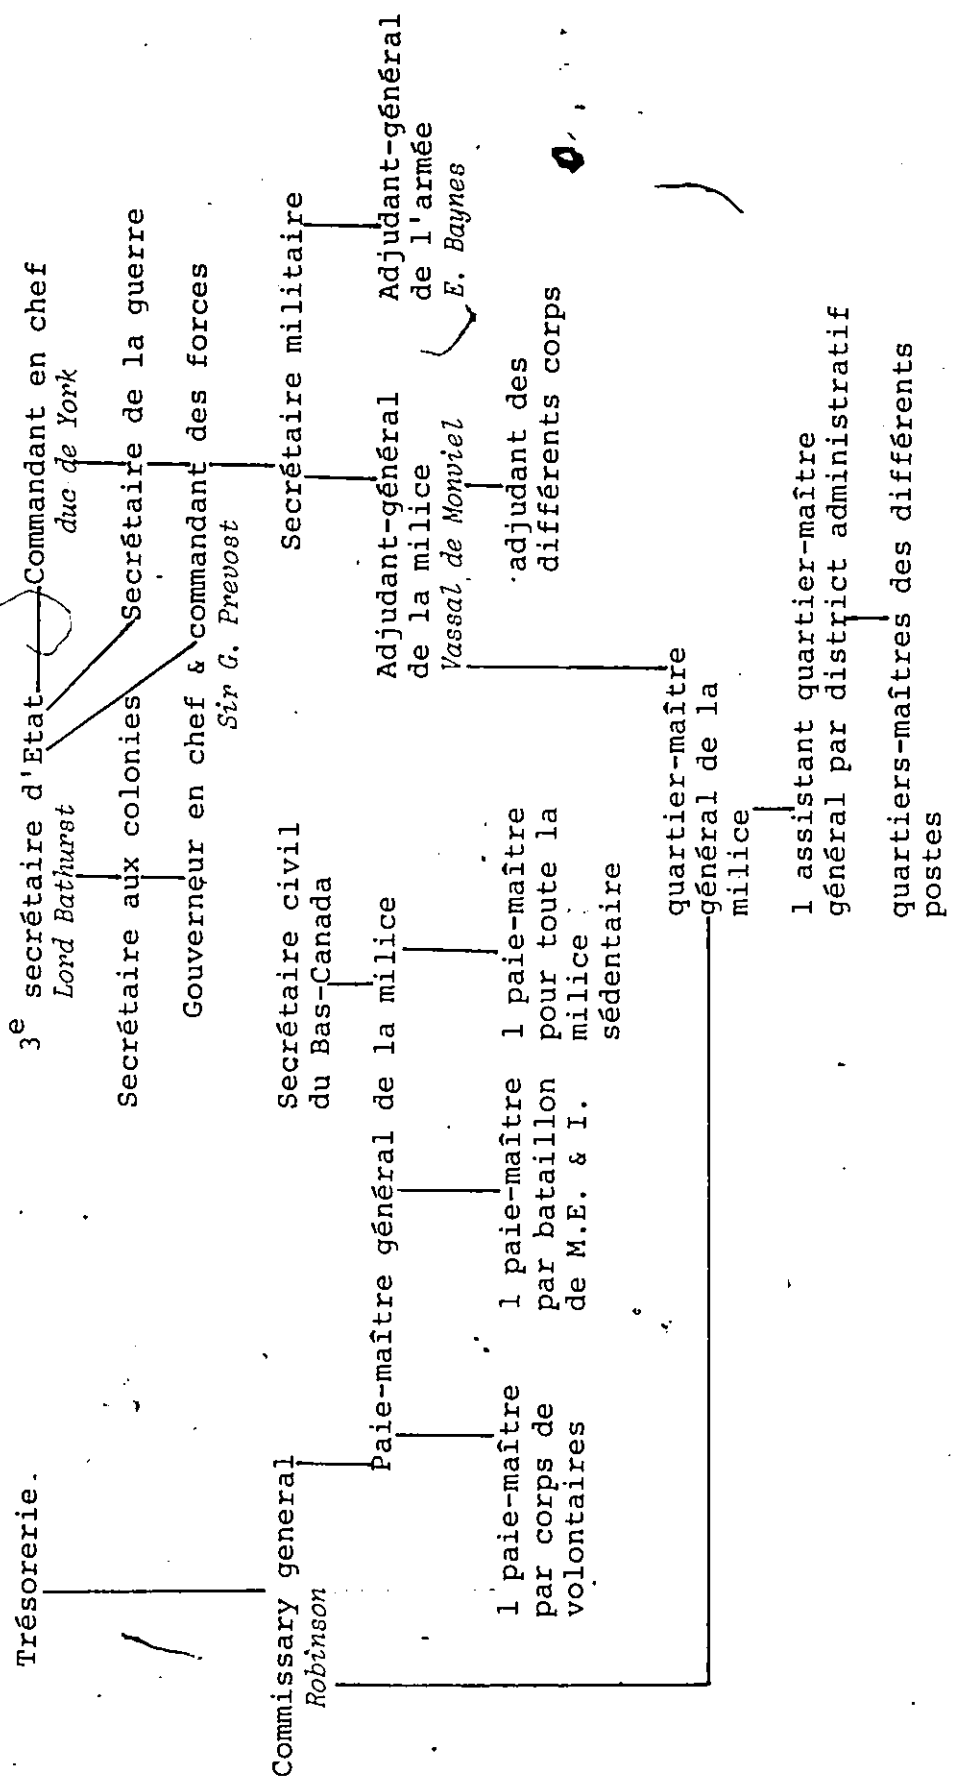 Trésorerie.
3e secrétaire d'Etat
Lord Bathurst
Commandant en chef
duc de York
Secrétaire aux colonies
Secrétaire de la guerre
Gouverneur en chef & commandant des forces
Sir G. Prevost
Commissary general
Robinson
Secrétaire civil
du Bas-Canada
Secrétaire militaire
Paie-maître général de la milice
Adjudant-général
de la milice
Vassal de Monviel
Adjudant-général
de l'armée
E. Baynes
1 paie-maître
par corps de
volontaires
1 paie-maître
par bataillon
de M.E. & I.
1 paie-maître
pour toute la
milice
sédentaire
adjudant des
différents corps
quartier-maître
général de la
milice
1 assistant quartier-maître
général par district administratif
quartiers-maîtres des différents
postes